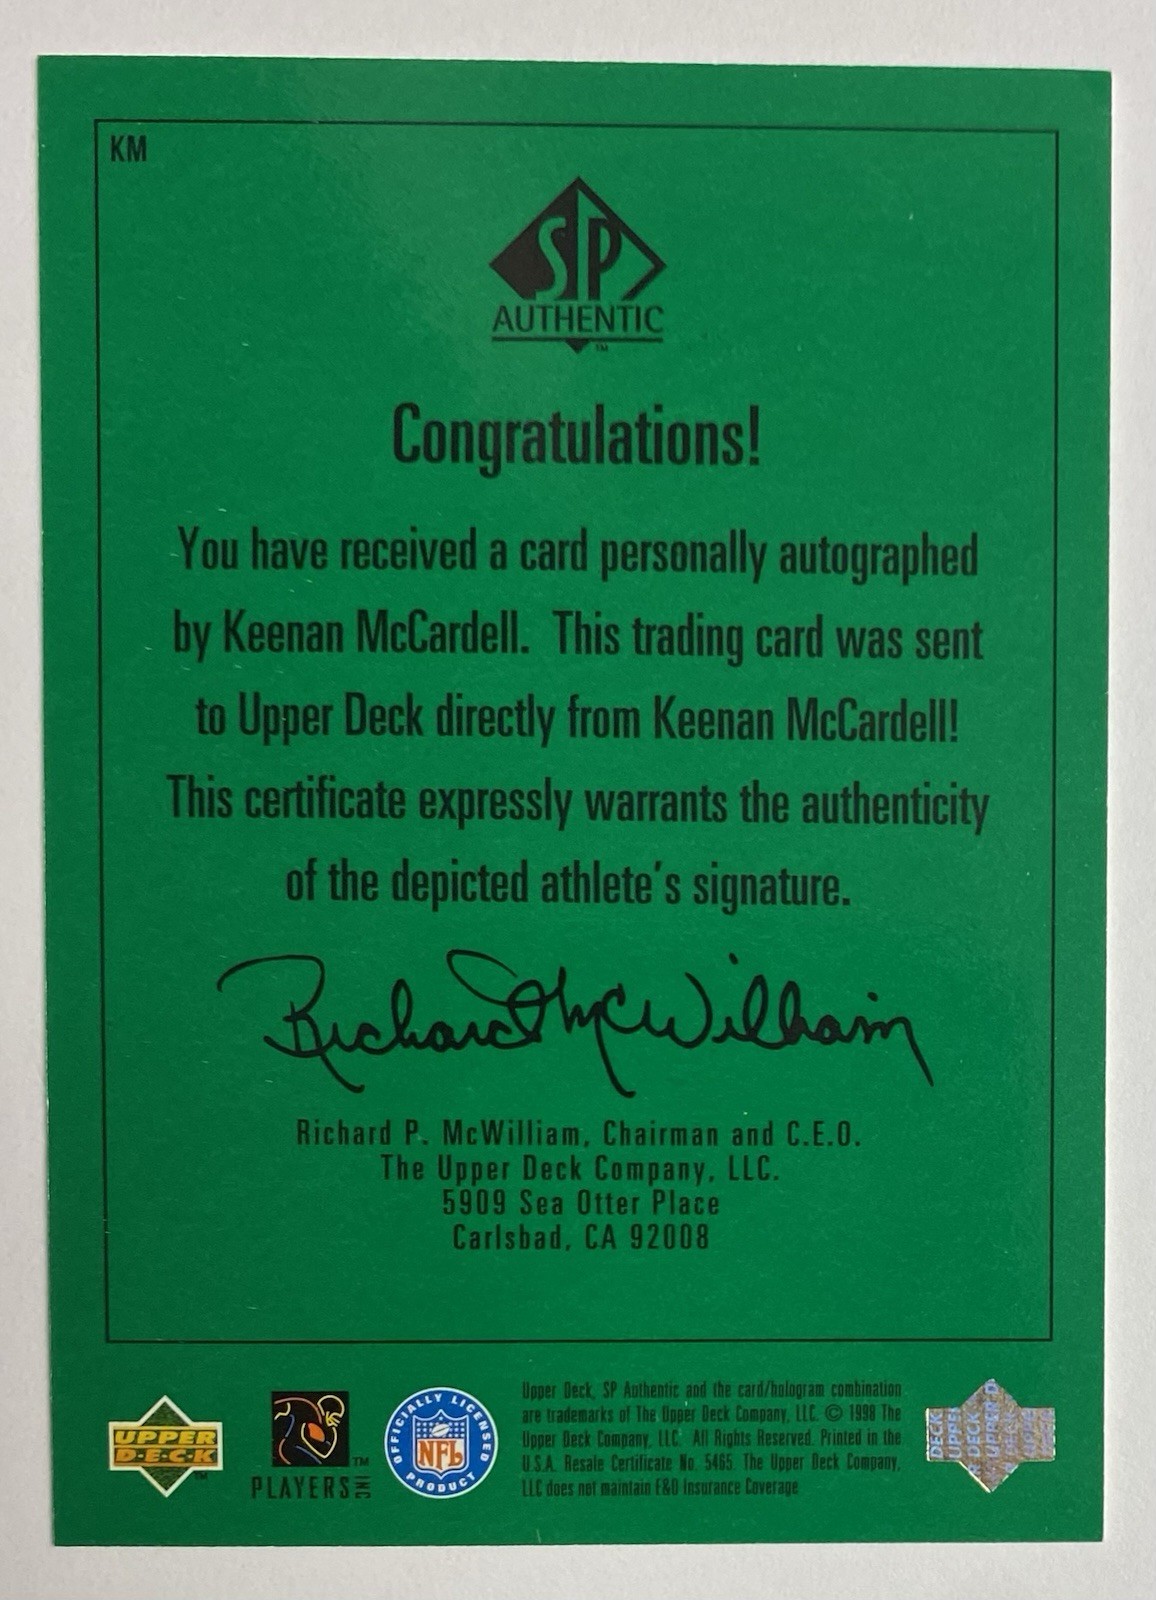 KM
SP
AUTHENTIC
™
Congratulations!
You have received a card personally autographed
by Keenan McCardell. This trading card was sent
to Upper Deck directly from Keenan McCardell!
This certificate expressly warrants the authenticity
of the depicted athlete's signature.
Richard McWilliam
Richard P. McWilliam, Chairman and C.E.O.
The Upper Deck Company, LLC.
5909 Sea Otter Place
Carlsbad, CA 92008
UPPER
D·E·C·K
™
™
PLAYERS INC
OFFICIALLY LICENSED
NFL
PRODUCT
Upper Deck, SP Authentic and the card/hologram combination
are trademarks of The Upper Deck Company, LLC. © 1998 The
Upper Deck Company, LLC. All Rights Reserved. Printed in the
U.S.A. Resale Certificate No. 5465. The Upper Deck Company,
LLC does not maintain E&O Insurance Coverage